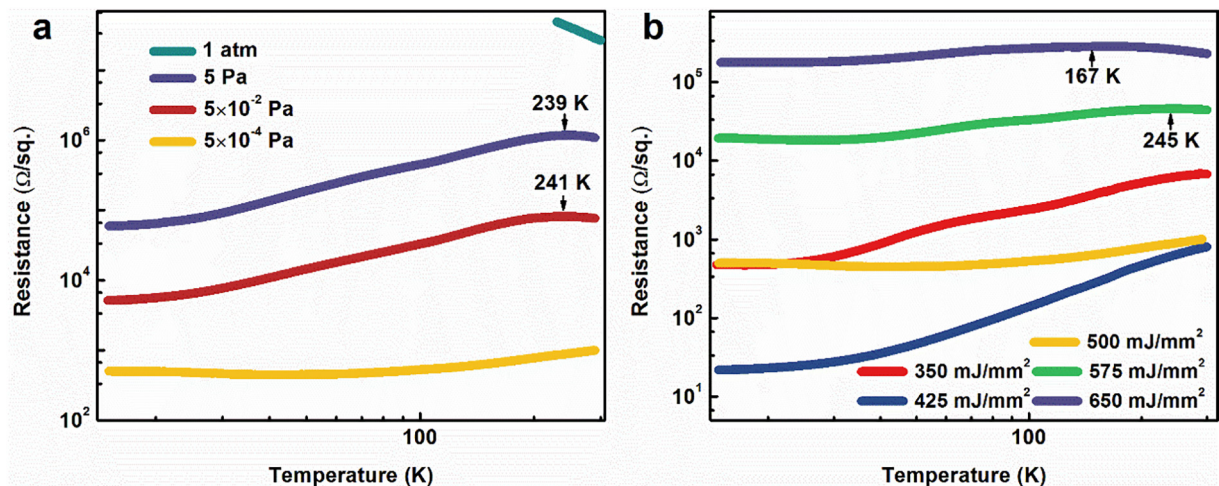 a
1 atm
5 Pa
5×10⁻² Pa
5×10⁻⁴ Pa
239 K
241 K
10⁶
10⁴
10²
Resistance (Ω/sq.)
100
Temperature (K)
b
167 K
245 K
10⁵
10⁴
10³
10²
10¹
Resistance (Ω/sq.)
500 mJ/mm²
350 mJ/mm² 575 mJ/mm²
425 mJ/mm² 650 mJ/mm²
100
Temperature (K)